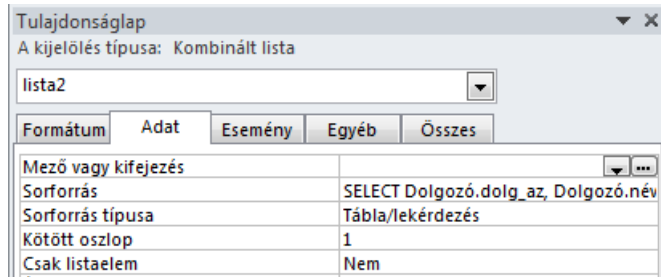 Tulajdonságlap
A kijelölés típusa: Kombinált lista
lista2
Formátum Adat Esemény Egyéb Összes
Mező vagy kifejezés
Sorforrás SELECT Dolgozó.dolg_az, Dolgozó.név
Sorforrás típusa Tábla/lekérdezés
Kötött oszlop 1
Csak listaelem Nem